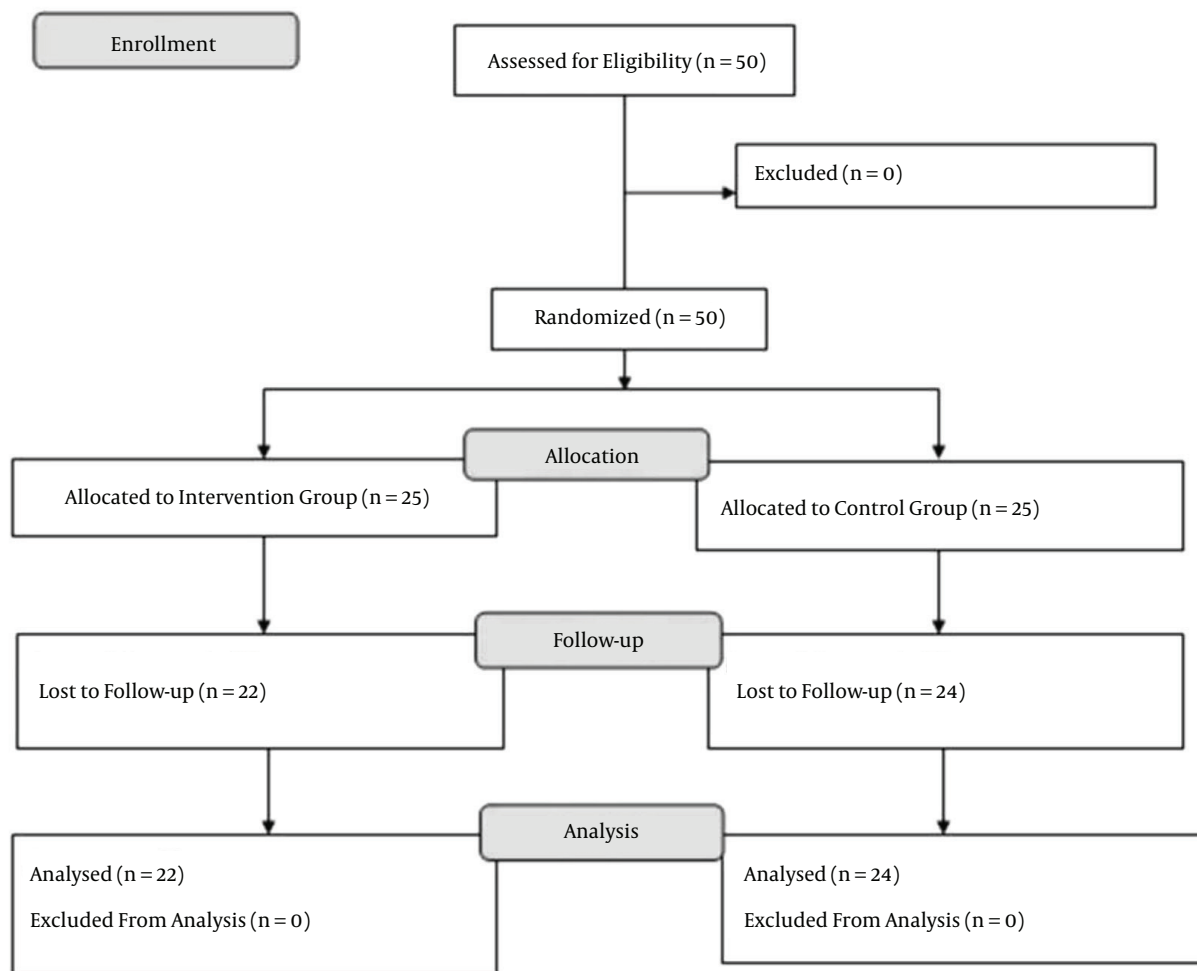 Enrollment
Assessed for Eligibility (n = 50)
Excluded (n = 0)
Randomized (n = 50)
Allocation
Allocated to Intervention Group (n = 25)
Allocated to Control Group (n = 25)
Follow-up
Lost to Follow-up (n = 22)
Lost to Follow-up (n = 24)
Analysis
Analysed (n = 22)
Excluded From Analysis (n = 0)
Analysed (n = 24)
Excluded From Analysis (n = 0)